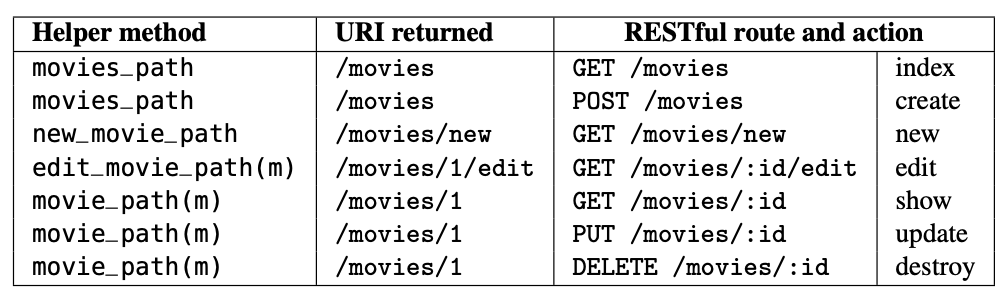 Helper method URI returned RESTful route and action
movies_path /movies GET /movies index
movies_path /movies POST /movies create
new_movie_path /movies/new GET /movies/new new
edit_movie_path(m) /movies/1/edit GET /movies/:id/edit edit
movie_path(m) /movies/1 GET /movies/:id show
movie_path(m) /movies/1 PUT /movies/:id update
movie_path(m) /movies/1 DELETE /movies/:id destroy